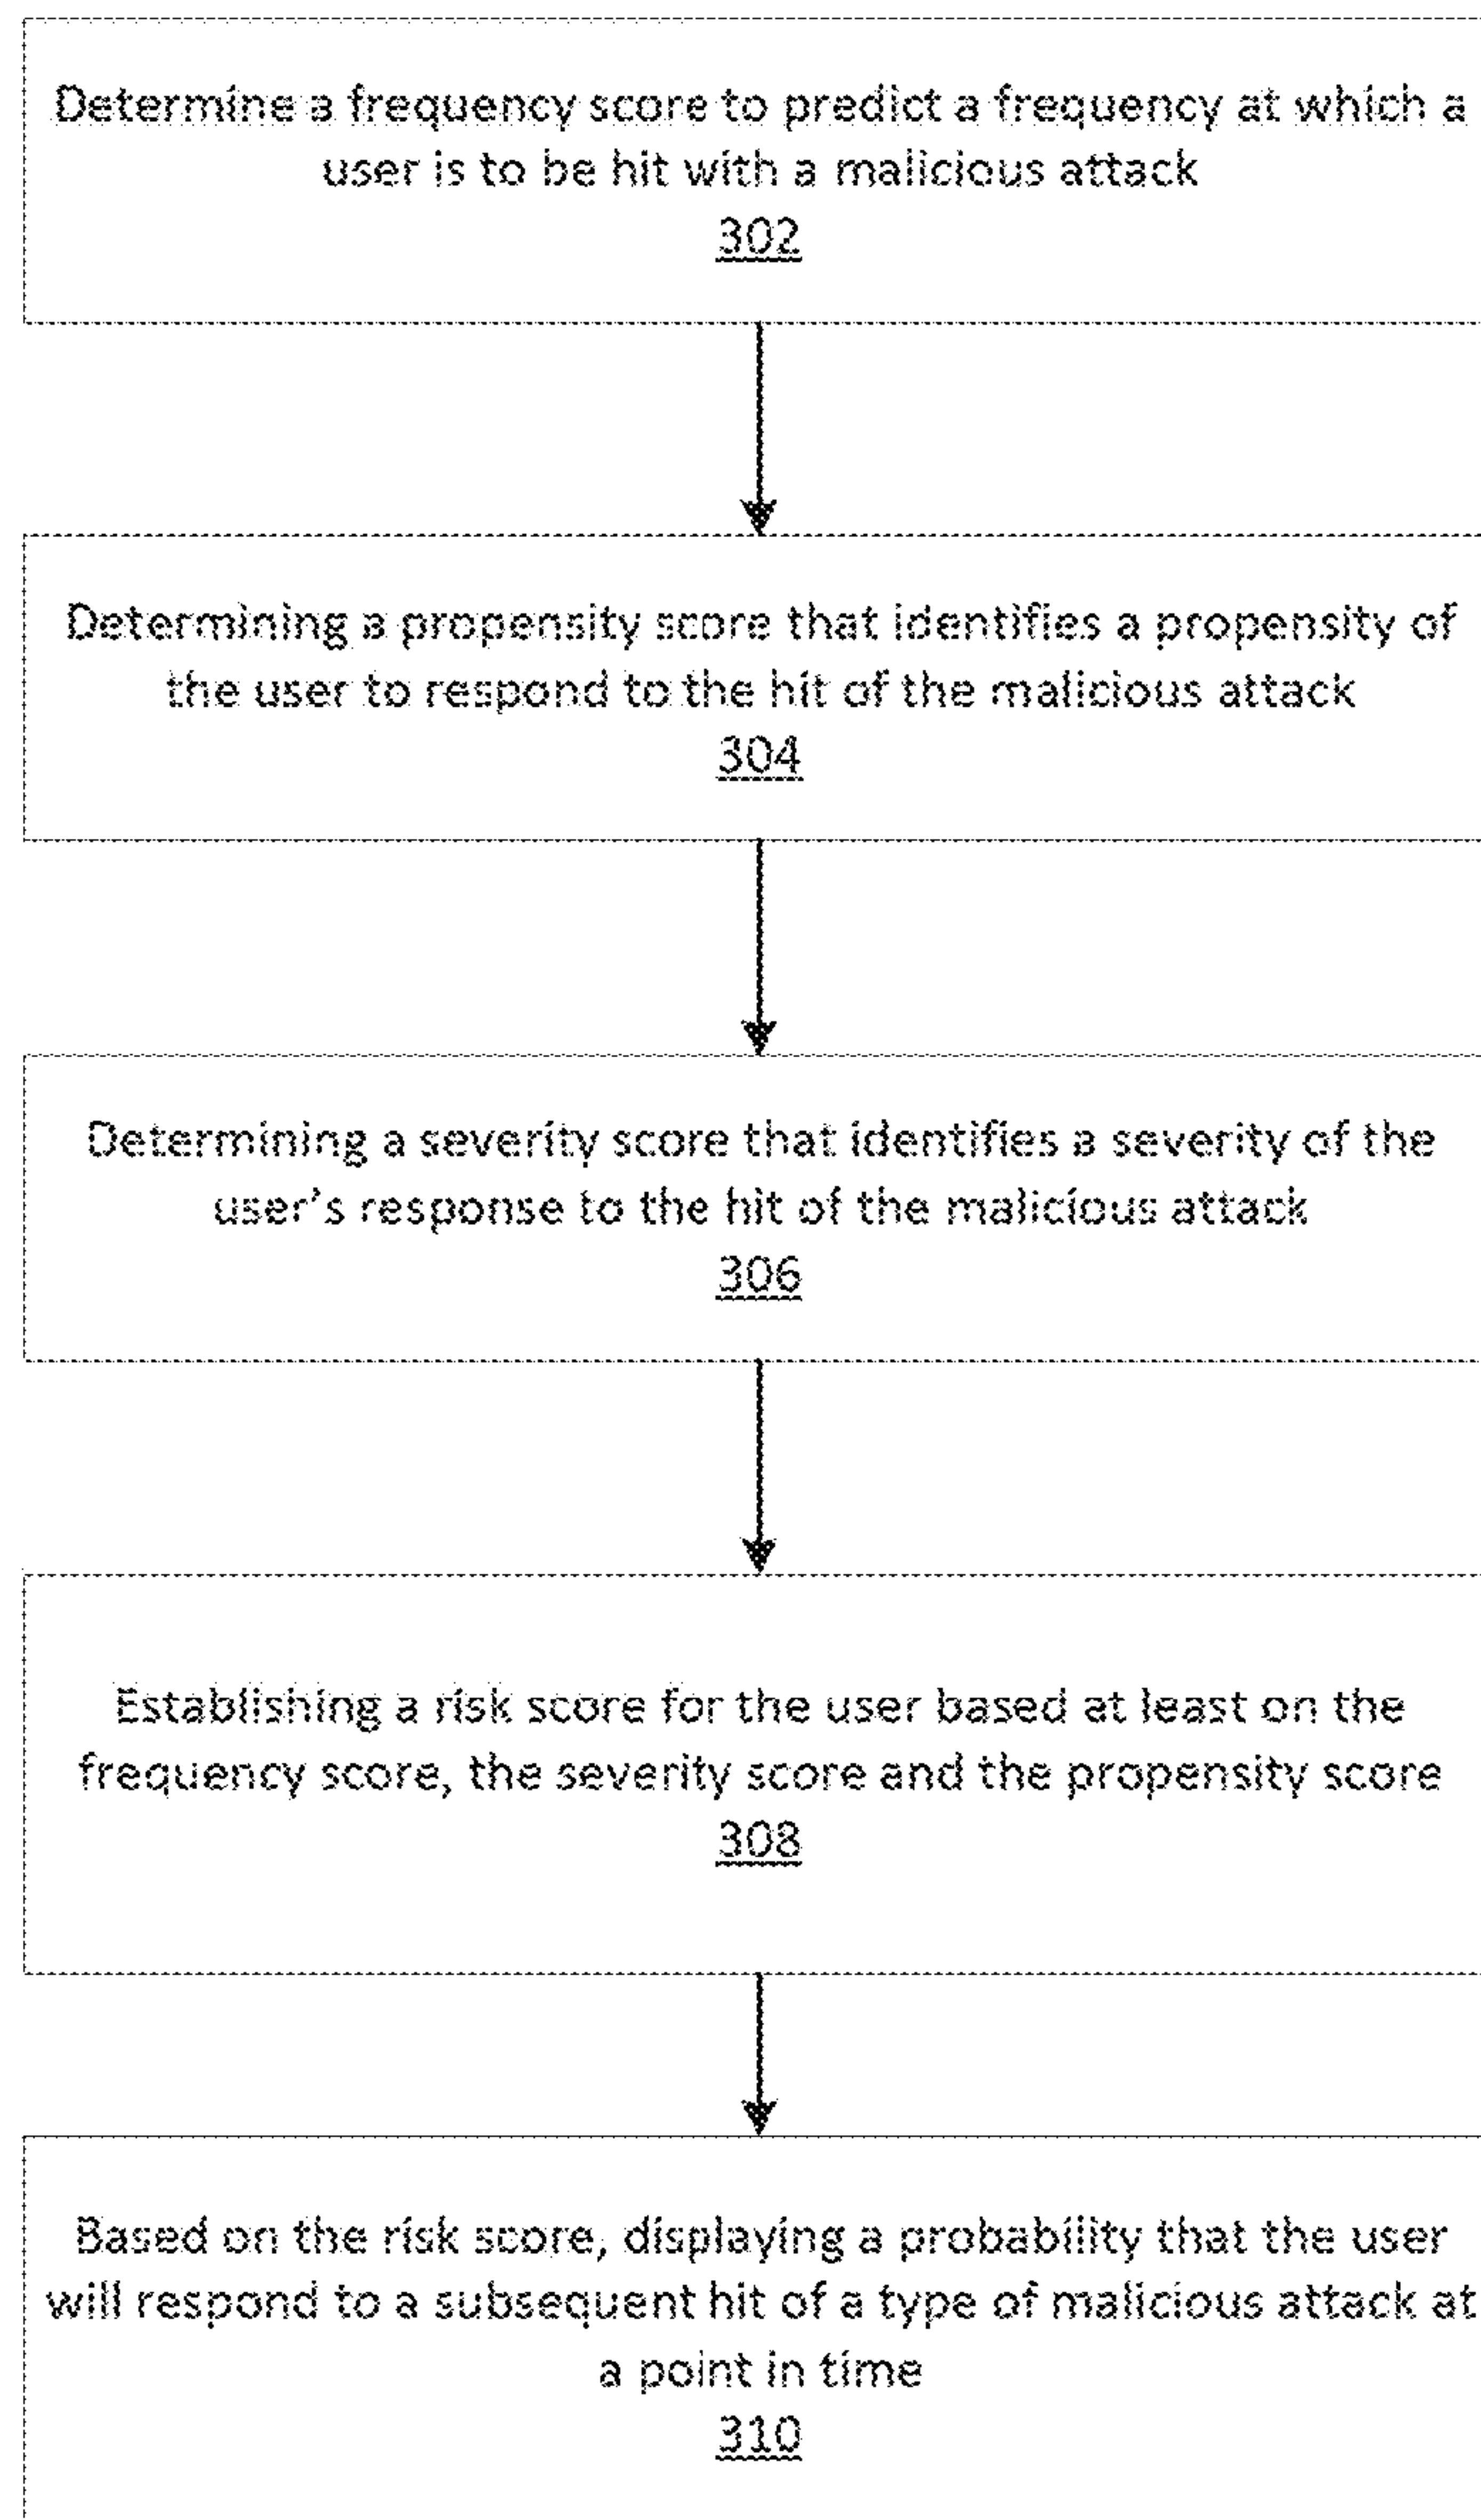 Determine a frequency score to predict a frequency at which a
user is to be hit with a malicious attack
302
Determining a propensity score that identifies a propensity of
the user to respond to the hit of the malicious attack
304
Determining a severity score that identifies a severity of the
user's response to the hit of the malicious attack
306
Establishing a risk score for the user based at least on the
frequency score, the severity score and the propensity score
308
Based on the risk score, displaying a probability that the user
will respond to a subsequent hit of a type of malicious attack at
a point in time
310